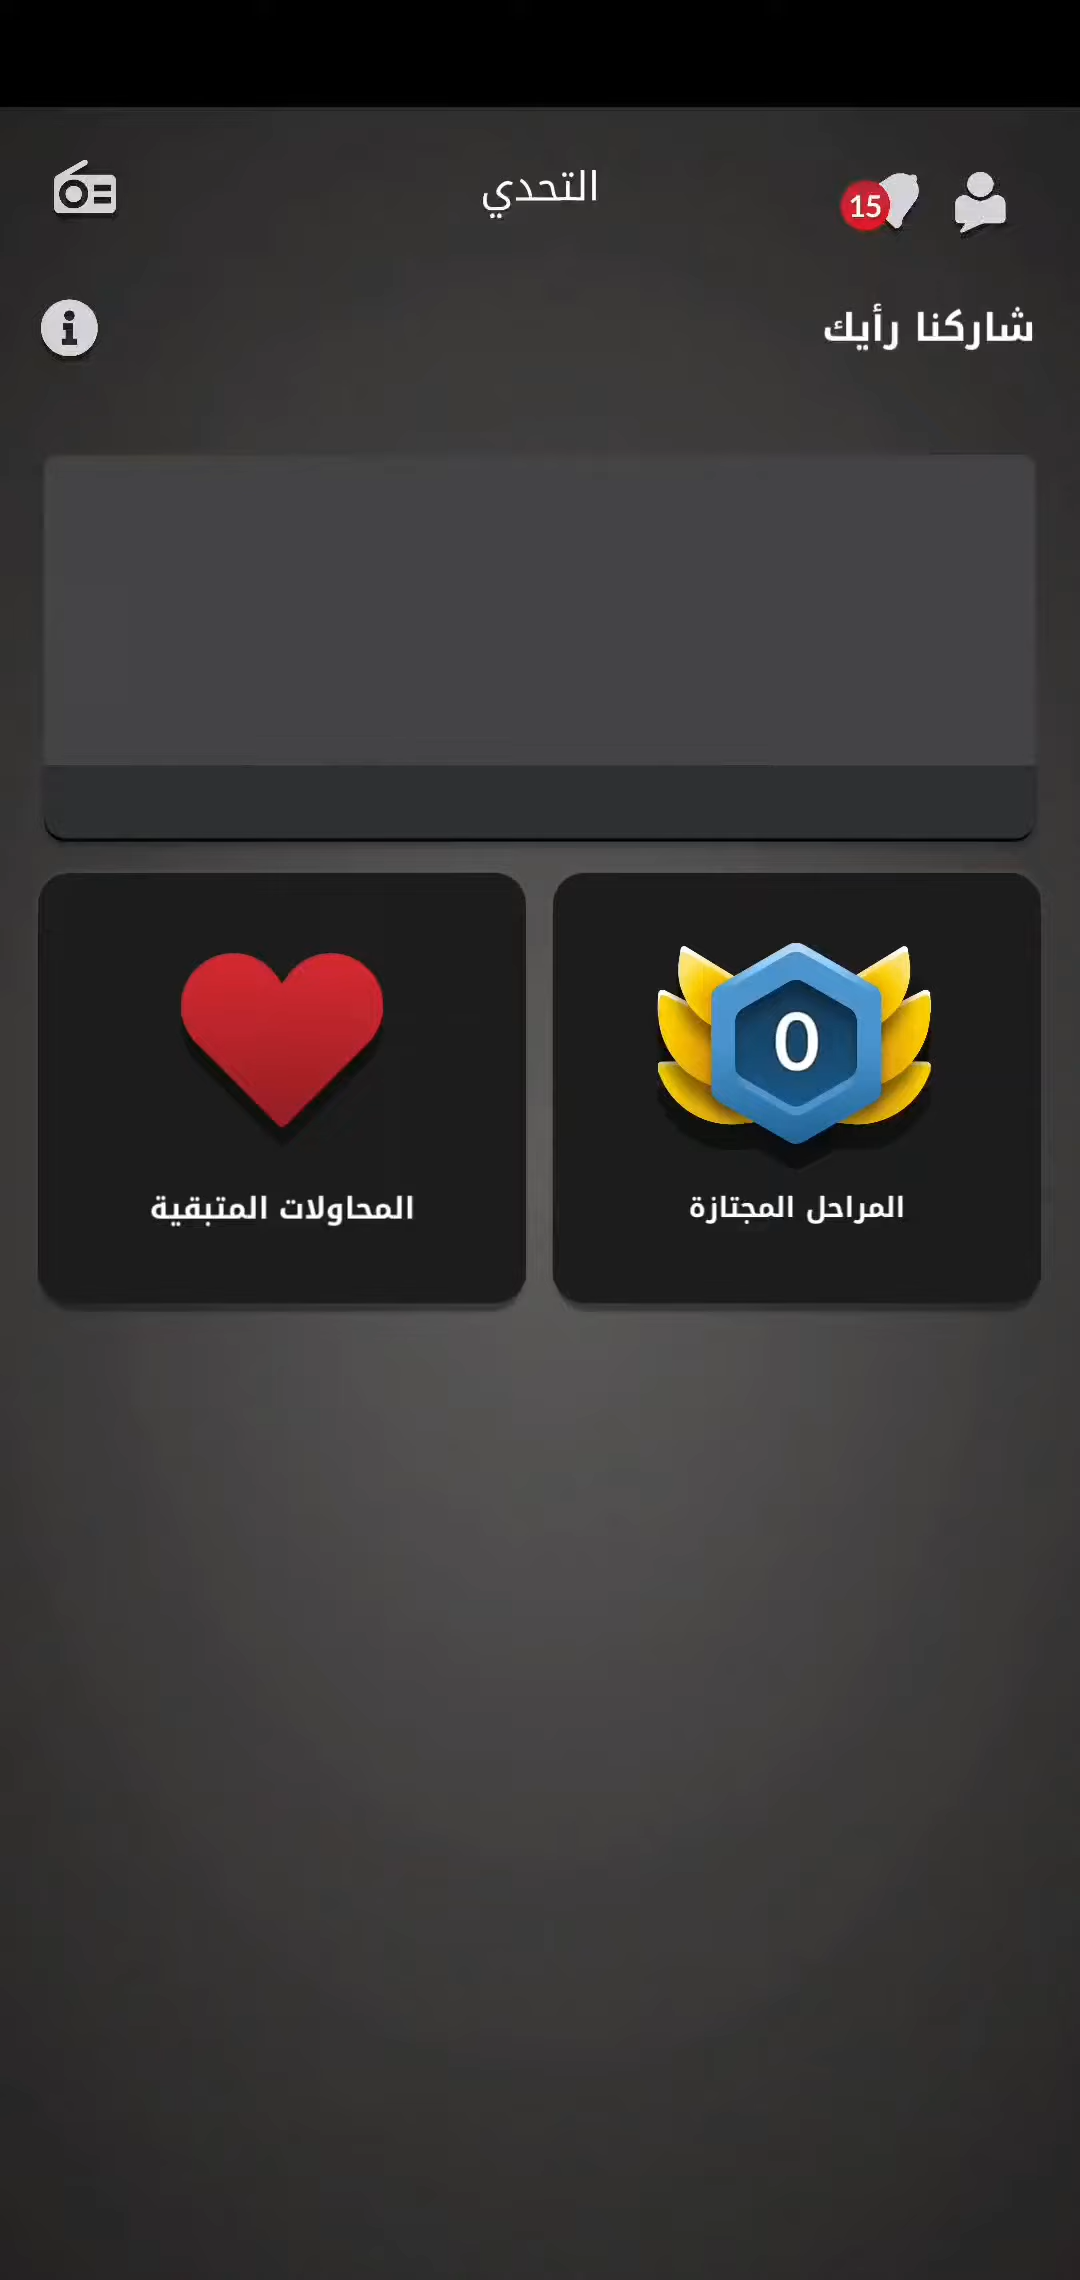 التحدي
15
شاركنا رأيك
0
المراحل المجتازة
المحاولات المتبقية